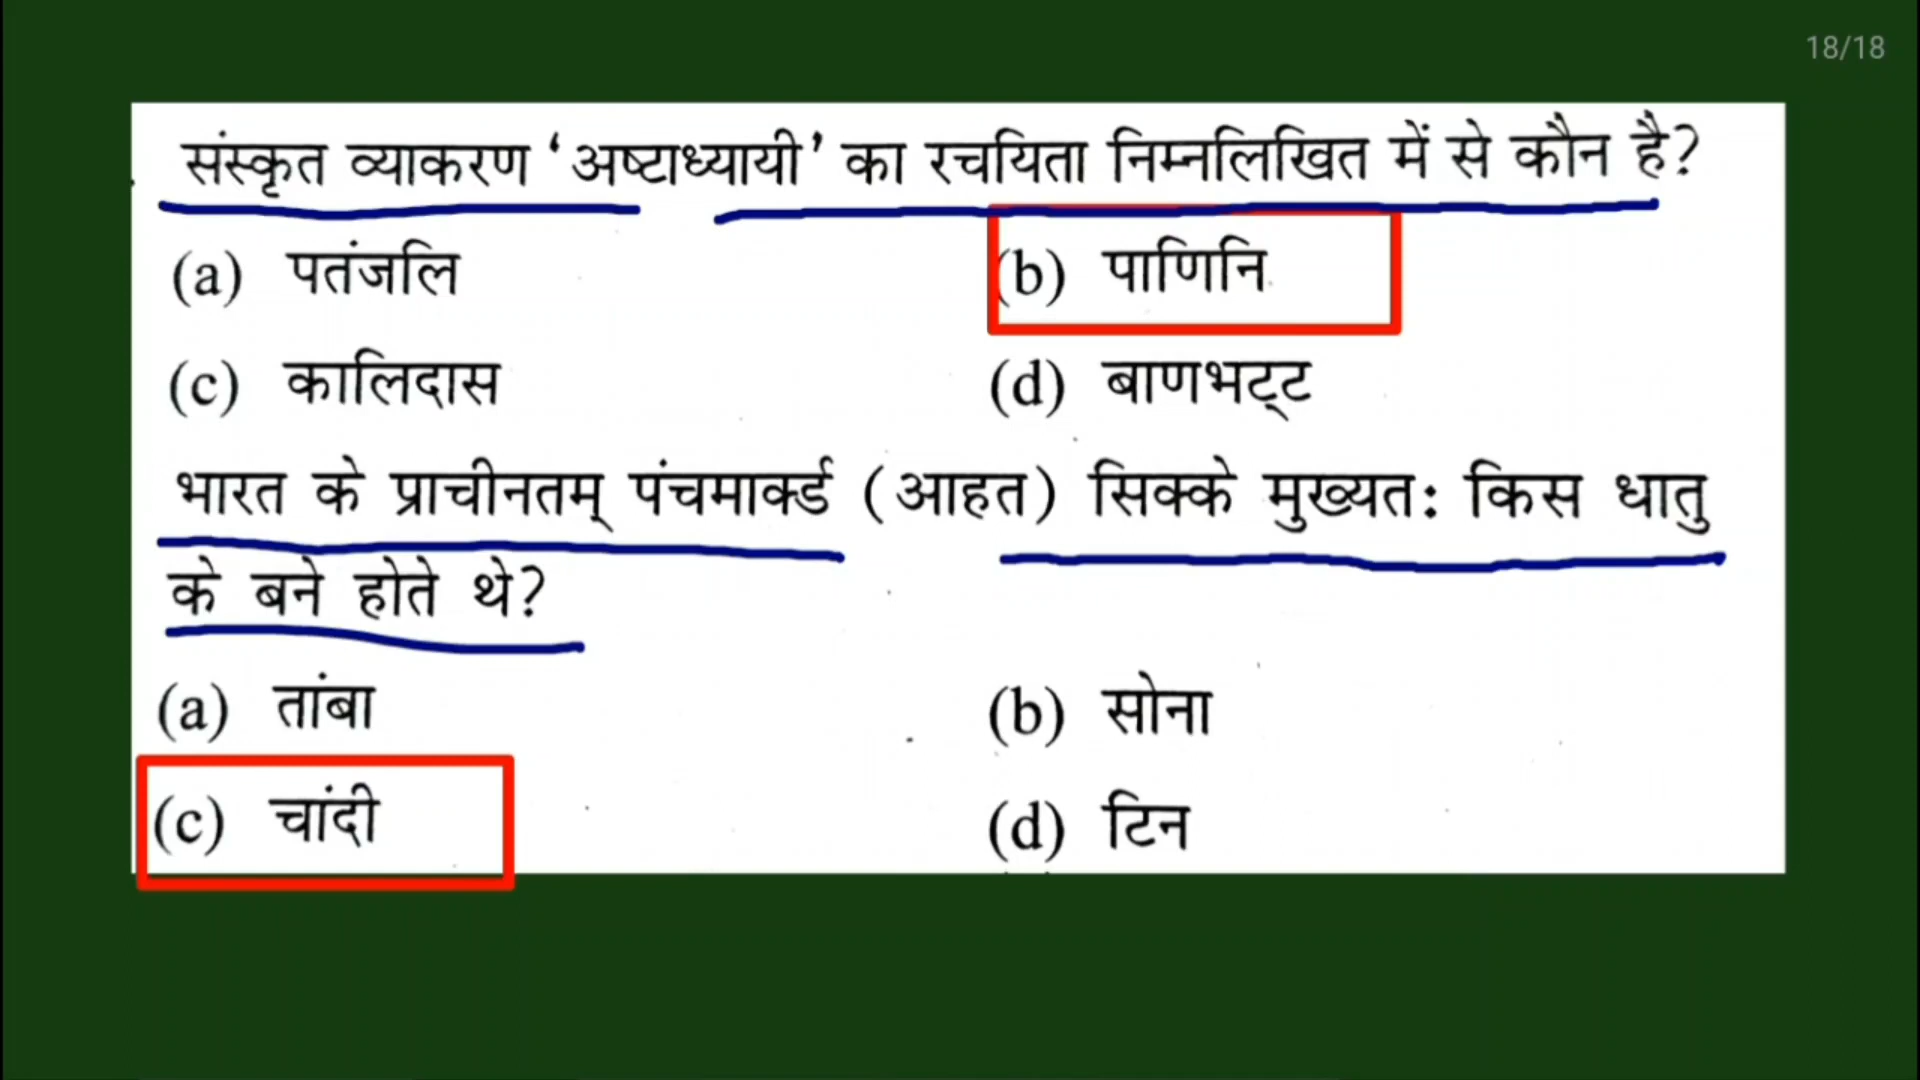 18/18
संस्कृत व्याकरण ‘अष्टाध्यायी’ का रचयिता निम्नलिखित में से कौन है?
(a) पतंजलि (b) पाणिनि
(c) कालिदास (d) बाणभट्ट
भारत के प्राचीनतम् पंचमार्क्ड (आहत) सिक्के मुख्यत: किस धातु
के बने होते थे?
(a) तांबा (b) सोना
(c) चांदी (d) टिन